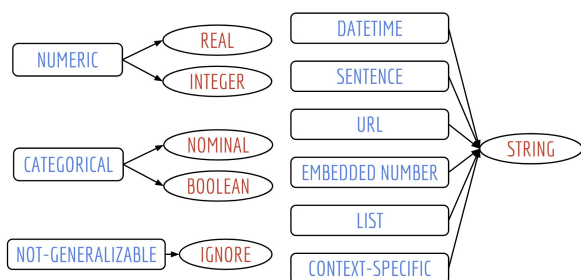 NUMERIC
REAL
INTEGER
CATEGORICAL
NOMINAL
BOOLEAN
NOT-GENERALIZABLE
IGNORE
DATETIME
SENTENCE
URL
EMBEDDED NUMBER
LIST
CONTEXT-SPECIFIC
STRING